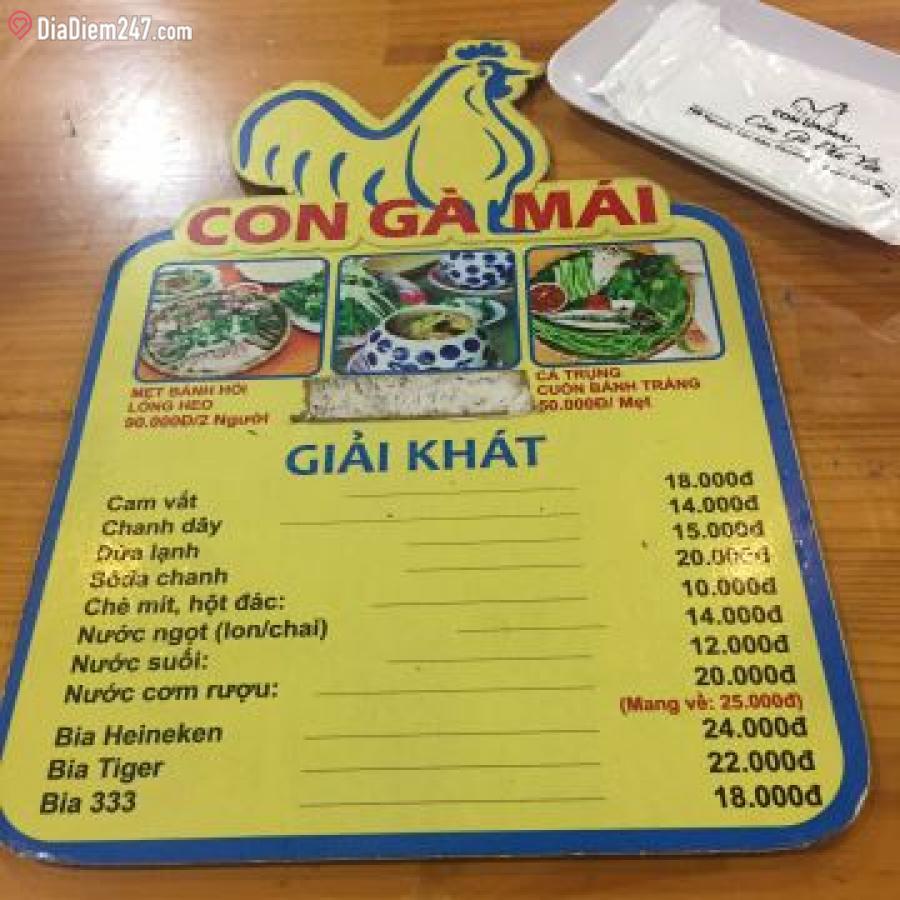 DiaDiem247.com
CON GÀ MÁI
CON GÀ MÁI
MẸT BÁNH HỎI
LÒNG HEO
90.000Đ/2 Người
CÁ TRỤNG
CUỐN BÁNH TRÁNG
50.000Đ/ Mẹt
GIẢI KHÁT
Cam vắt 18.000đ
Chanh dây 14.000đ
Dừa lạnh 15.000đ
Sôđa chanh 20.000đ
Chè mít, hột đác: 10.000đ
Nước ngọt (lon/chai) 14.000đ
Nước suối: 12.000đ
Nước cơm rượu: 20.000đ
(Mang về: 25.000đ)
Bia Heineken 24.000đ
Bia Tiger 22.000đ
Bia 333 18.000đ